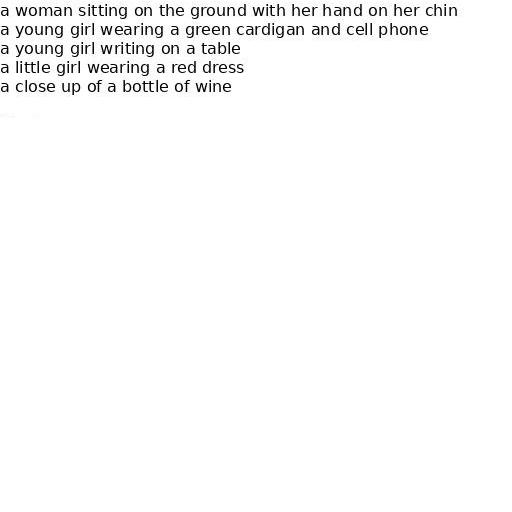 a woman sitting on the ground with her hand on her chin
a young girl wearing a green cardigan and cell phone
a young girl writing on a table
a little girl wearing a red dress
a close up of a bottle of wine